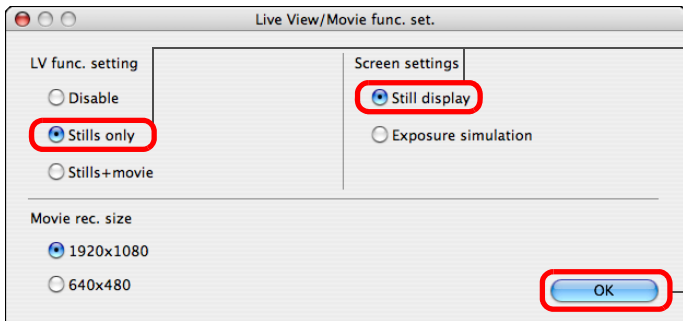 Live View/Movie func. set.
LV func. setting
Disable
Stills only
Stills+movie
Screen settings
Still display
Exposure simulation
Movie rec. size
1920x1080
640x480
OK